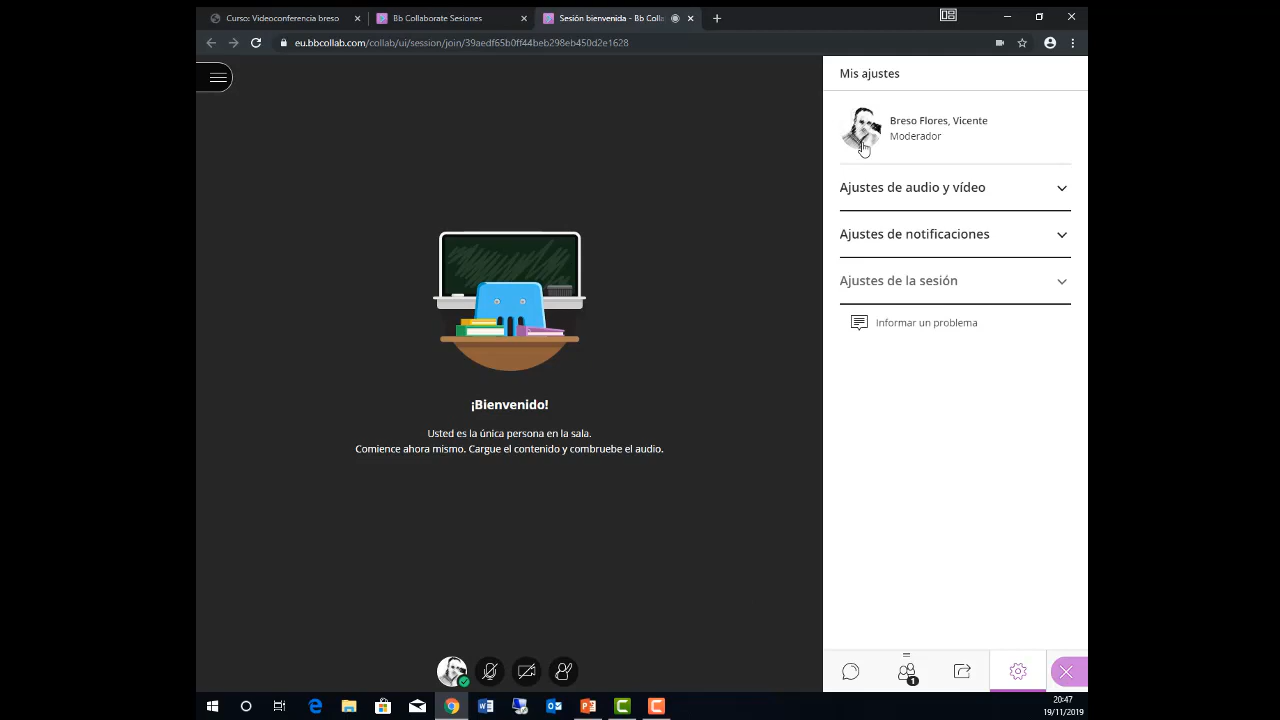 Curso: Videoconferencia breso
Bb Collaborate Sesiones
Sesión bienvenida - Bb Colla
eu.bbcollab.com/collab/ui/session/join/39aedf65b0ff44beb298eb450d2e1628
Mis ajustes
Breso Flores, Vicente
Moderador
Ajustes de audio y vídeo
Ajustes de notificaciones
Ajustes de la sesión
Informar un problema
¡Bienvenido!
Usted es la única persona en la sala.
Comience ahora mismo. Cargue el contenido y combruebe el audio.
1
20:47
19/11/2019